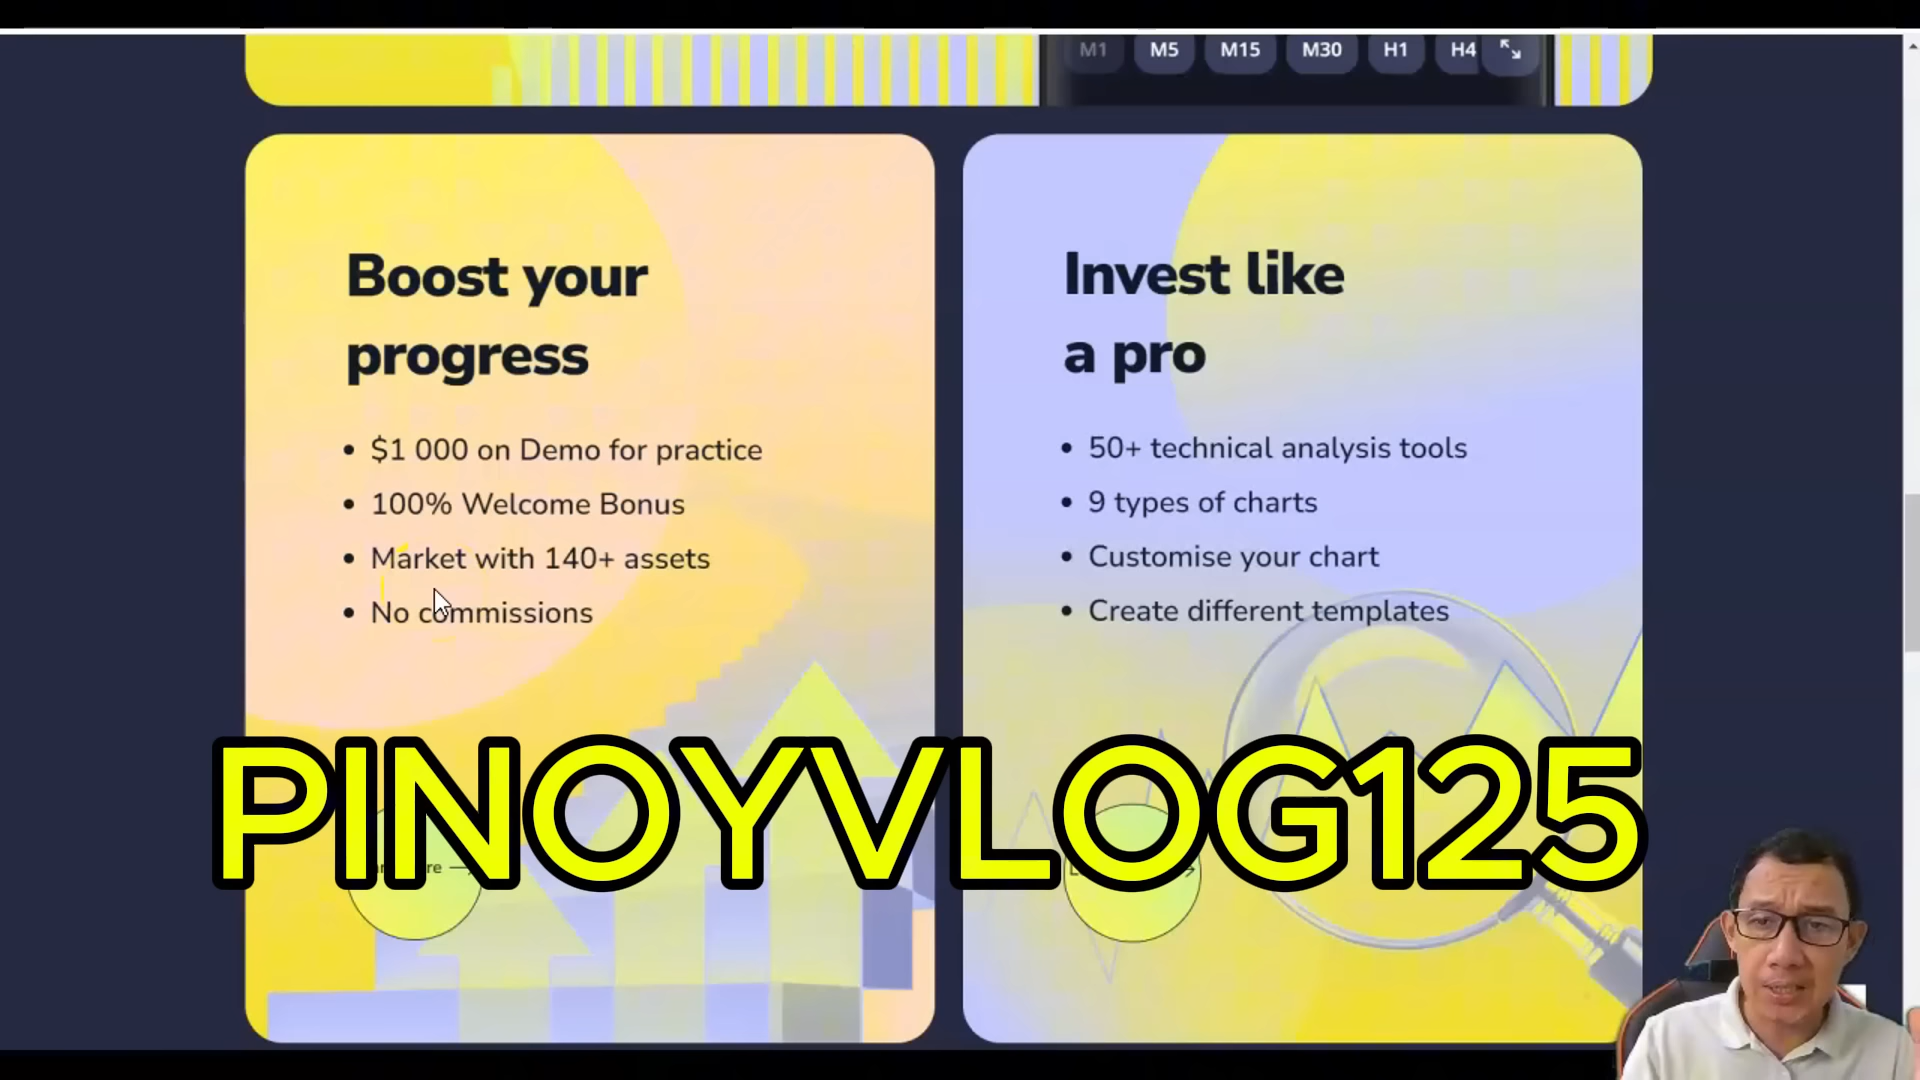 M1 M5 M15 M30 H1 H4
Boost your
progress
• $1 000 on Demo for practice
• 100% Welcome Bonus
• Market with 140+ assets
• No commissions
Invest like
a pro
• 50+ technical analysis tools
• 9 types of charts
• Customise your chart
• Create different templates
PINOYVLOG125